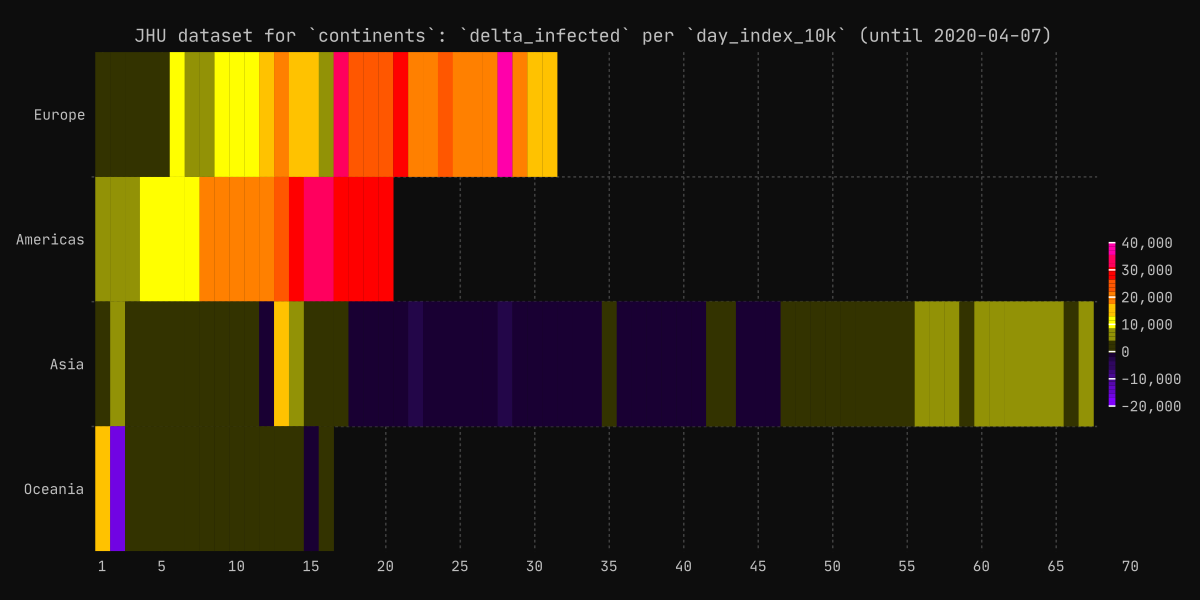 JHU dataset for `continents`: `delta_infected` per `day_index_10k` (until 2020-04-07)
Europe
Americas
Asia
Oceania
40,000
30,000
20,000
10,000
0
-10,000
-20,000
1 5 10 15 20 25 30 35 40 45 50 55 60 65 70